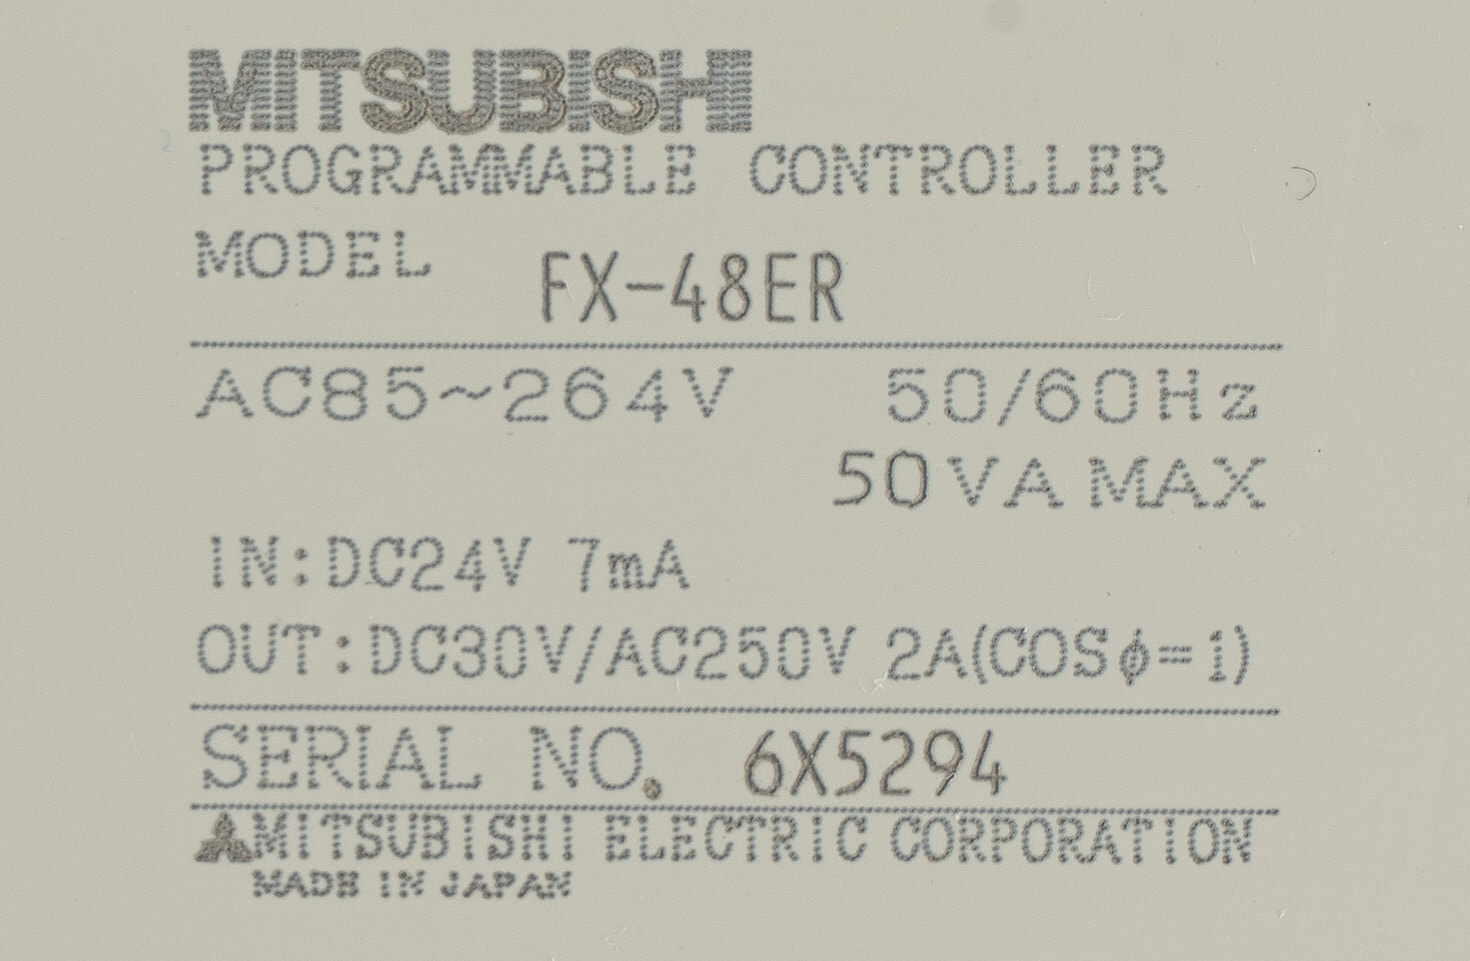 MITSUBISHI
PROGRAMMABLE CONTROLLER
MODEL FX-48ER
AC85~264V 50/60Hz
50VA MAX
IN:DC24V 7mA
OUT:DC30V/AC250V 2A(COSϕ=1)
SERIAL NO. 6X5294
MITSUBISHI ELECTRIC CORPORATION
MADE IN JAPAN